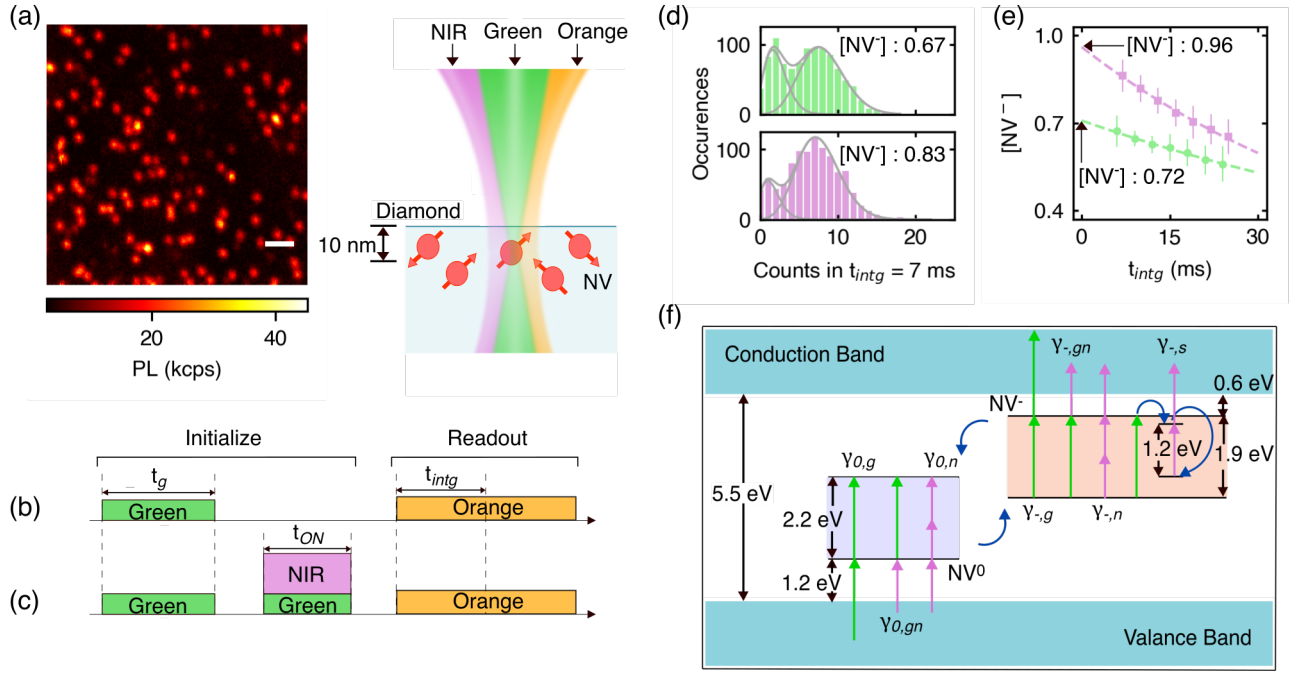 (a)
NIR Green Orange
Diamond
10 nm
NV
20 40
PL (kcps)
Initialize Readout
(b)
t_g
Green
t_intg
Orange
(c)
Green
t_ON
NIR
Green
Orange
(d)
Occurences
100
0
[NV⁻] : 0.67
100
0
[NV⁻] : 0.83
0 10 20
Counts in t_intg = 7 ms
(e)
[NV⁻]
1.0
0.7
0.4
[NV⁻] : 0.96
[NV⁻] : 0.72
0 15 30
t_intg (ms)
(f)
Conduction Band
γ-,gn
γ-,s
0.6 eV
NV⁻
1.2 eV
1.9 eV
γ0,g
γ0,n
5.5 eV
2.2 eV
γ-,g
γ-,n
1.2 eV
NV⁰
γ0,gn
Valance Band